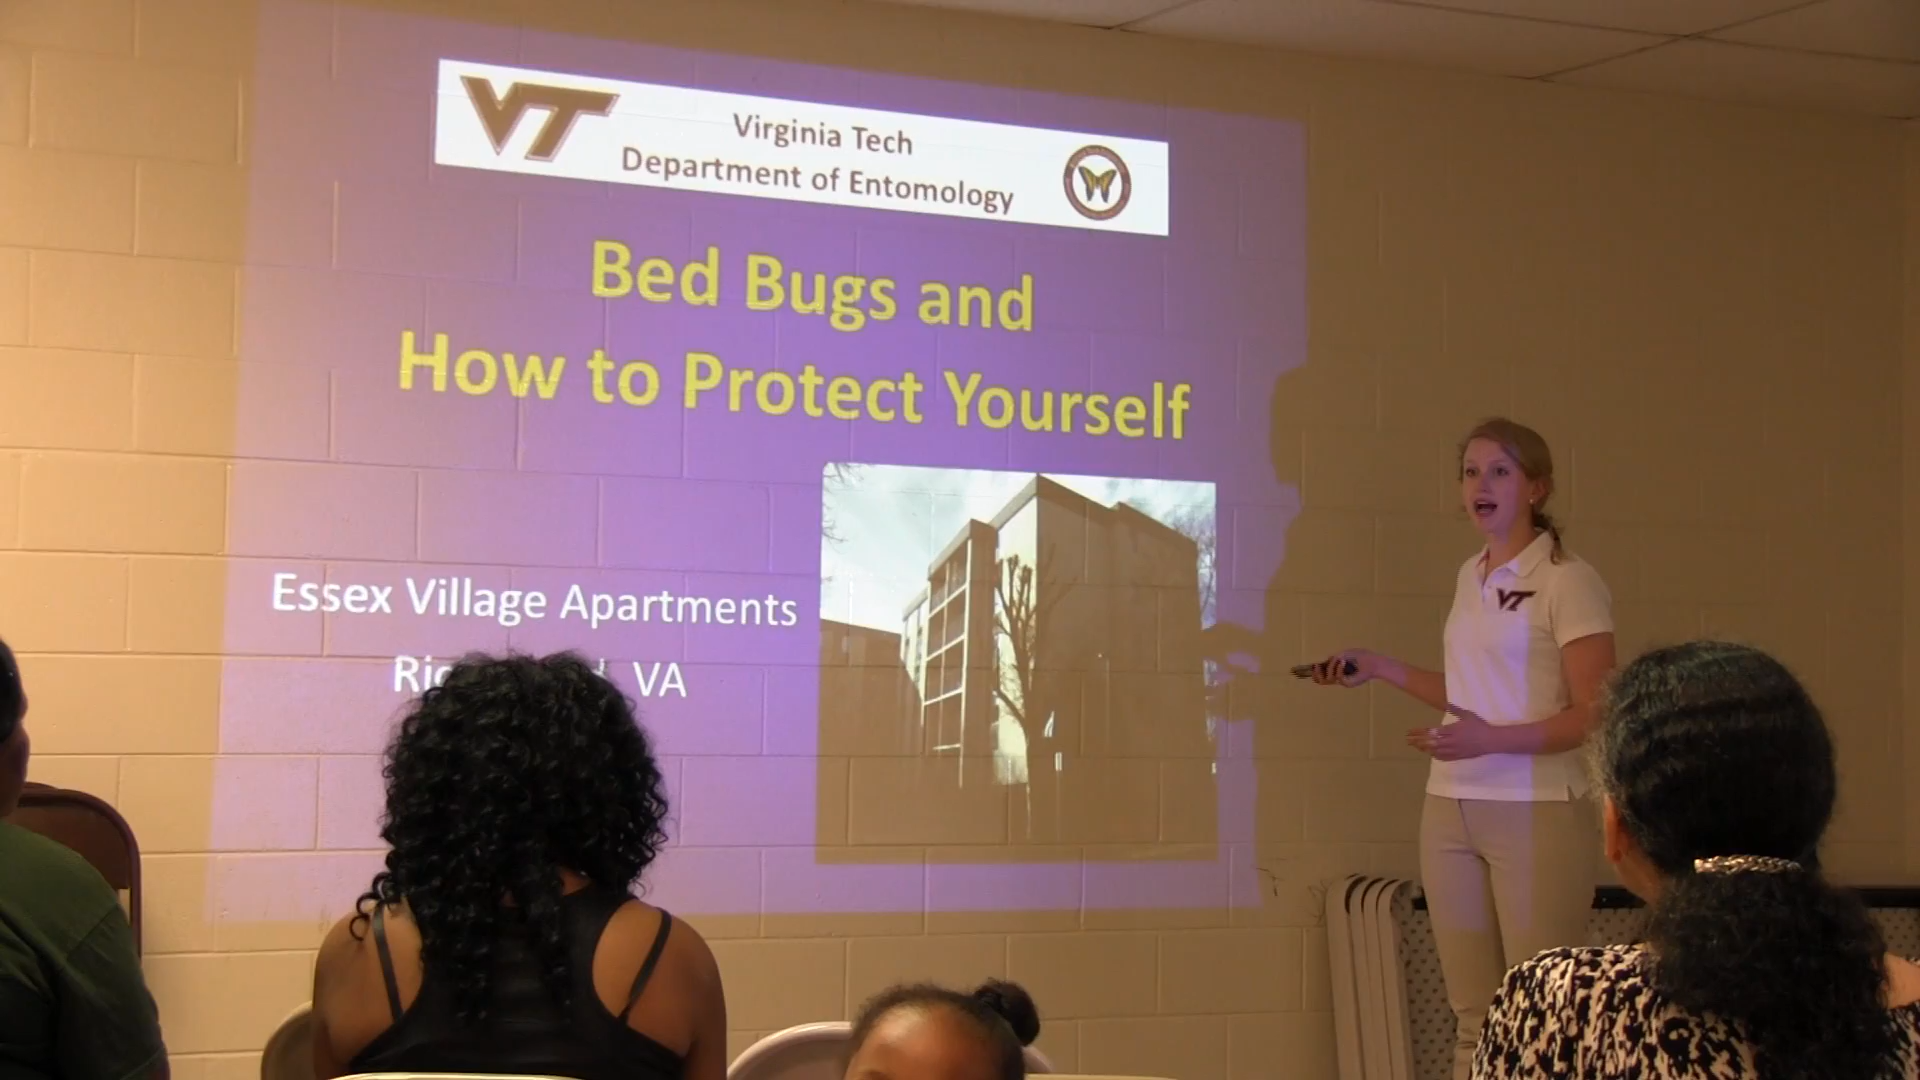 VT
Virginia Tech
Department of Entomology
Bed Bugs and
How to Protect Yourself
Essex Village Apartments
VA
VT